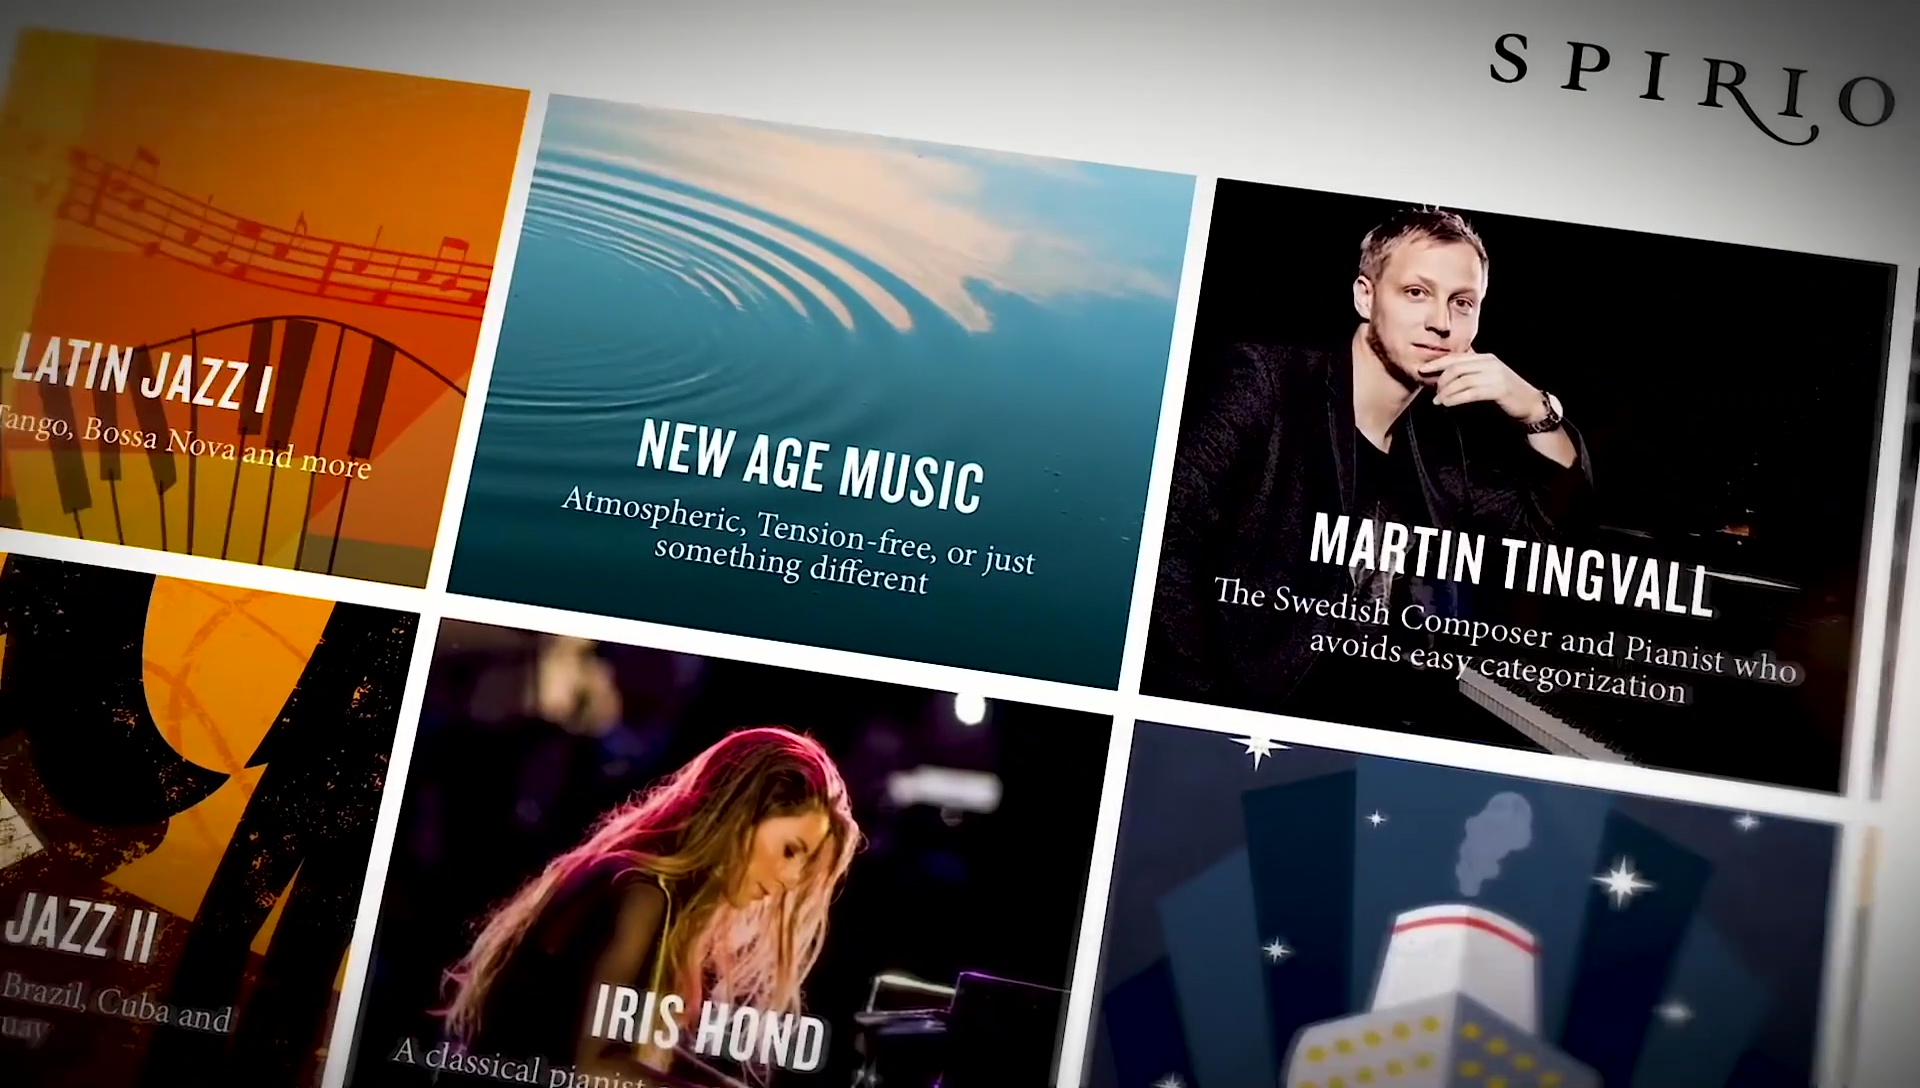 SPIRIO
LATIN JAZZ I
Tango, Bossa Nova and more
NEW AGE MUSIC
Atmospheric, Tension-free, or just
something different
MARTIN TINGVALL
The Swedish Composer and Pianist who
avoids easy categorization
JAZZ II
Brazil, Cuba and
IRIS HOND
A classical pianist